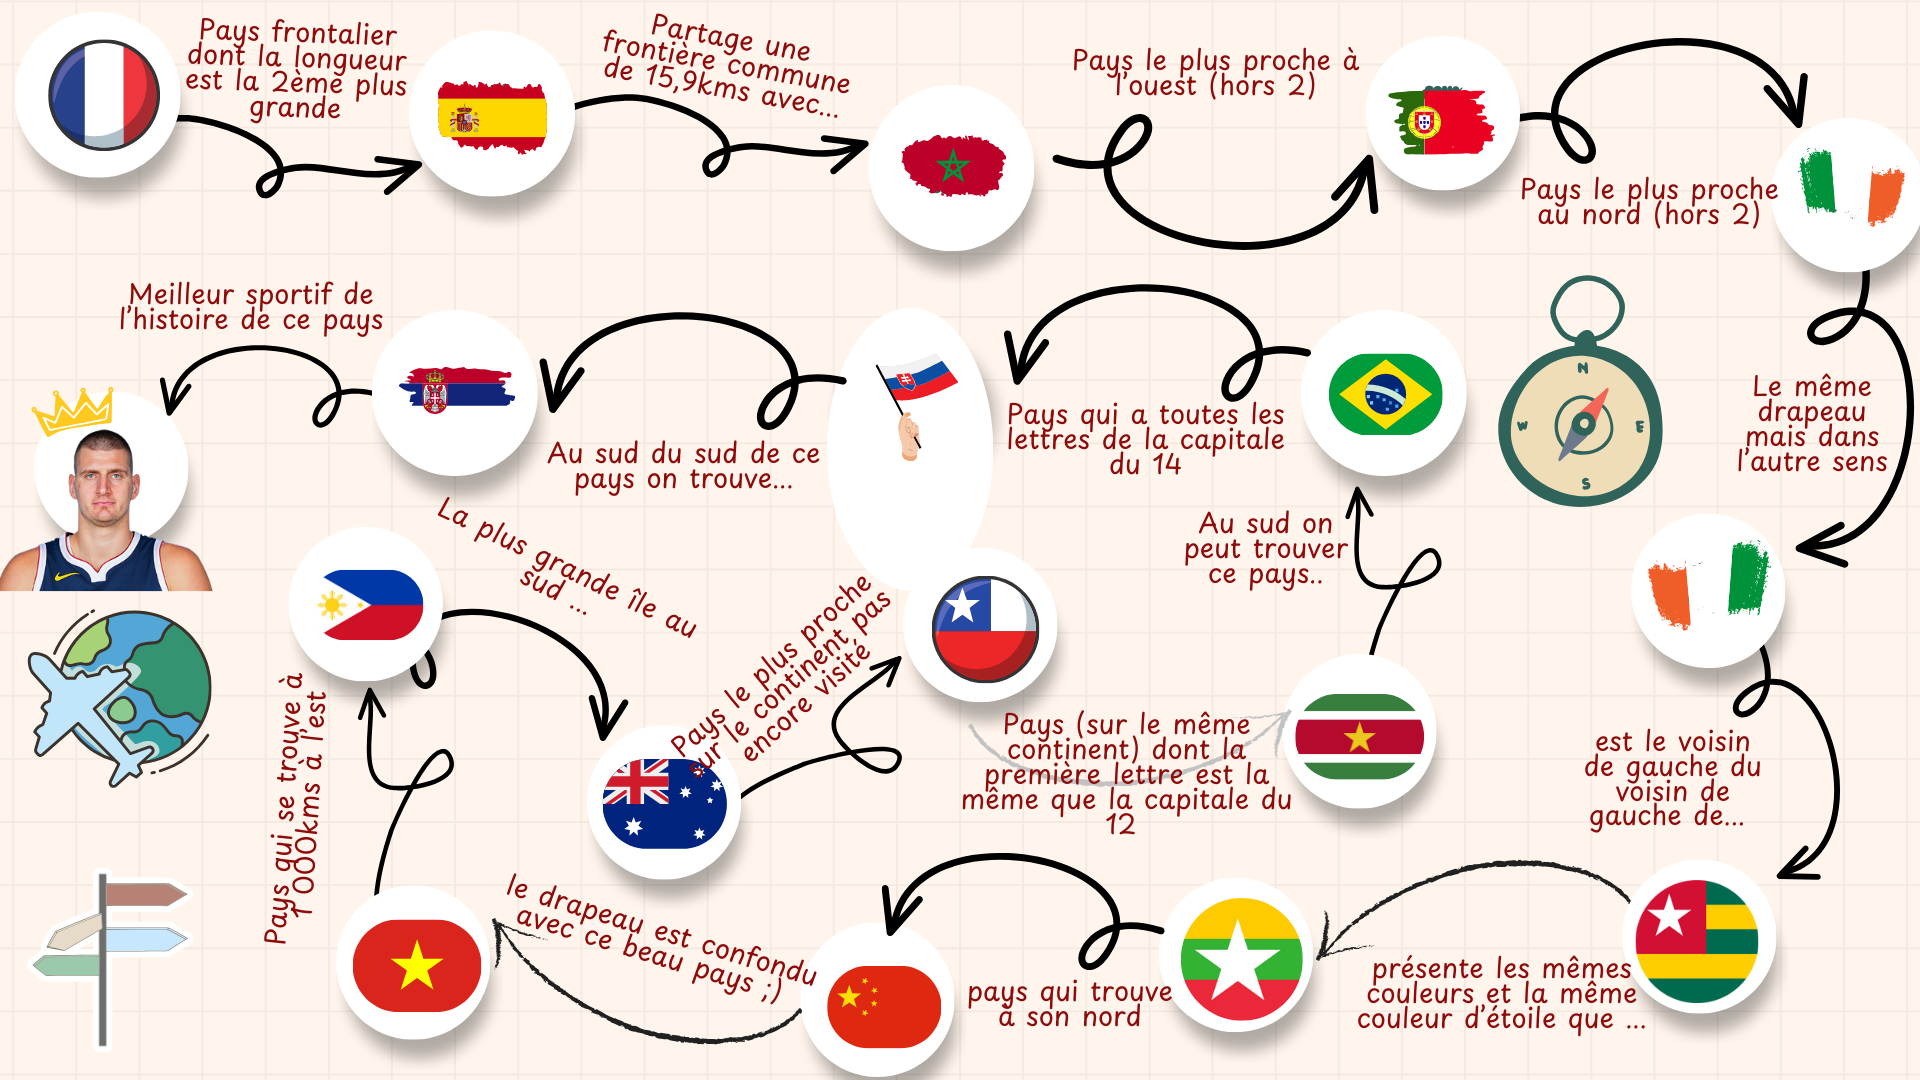 Pays frontalier
dont la longueur
est la 2ème plus
grande
Partage une
frontière commune
de 15,9kms avec...
Pays le plus proche à
l'ouest (hors 2)
Pays le plus proche
au nord (hors 2)
Le même
drapeau
mais dans
l'autre sens
est le voisin
de gauche du
voisin de
gauche de...
présente les mêmes
couleurs et la même
couleur d'étoile que ...
pays qui trouve
à son nord
le drapeau est confondu
avec ce beau pays ;)
Pays qui se trouve à
1 000kms à l'est
La plus grande île au
sud ...
Pays le plus proche
sur le continent pas
encore visité
Pays (sur le même
continent) dont la
première lettre est la
même que la capitale du
12
Au sud on
peut trouver
ce pays..
Pays qui a toutes les
lettres de la capitale
du 14
Au sud du sud de ce
pays on trouve...
Meilleur sportif de
l'histoire de ce pays
N
W
E
S